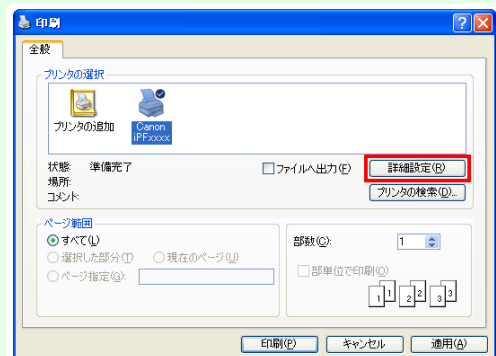 印刷
全般
プリンタの選択
プリンタの追加
Canon
iPFxxxx
状態: 準備完了
場所:
コメント:
ファイルへ出力(F)
詳細設定(R)
プリンタの検索(D)...
ページ範囲
すべて(L)
選択した部分(T) 現在のページ(U)
ページ指定(G):
部数(C): 1
部単位で印刷(O)
1 1 2 2 3 3
印刷(P) キャンセル 適用(A)